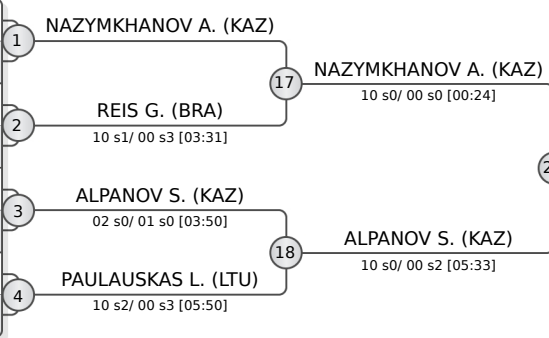 NAZYMKHANOV A. (KAZ)
1
17
NAZYMKHANOV A. (KAZ)
10 s0/ 00 s0 [00:24]
REIS G. (BRA)
2
10 s1/ 00 s3 [03:31]
ALPANOV S. (KAZ)
3
02 s0/ 01 s0 [03:50]
18
ALPANOV S. (KAZ)
10 s0/ 00 s2 [05:33]
PAULAUSKAS L. (LTU)
4
10 s2/ 00 s3 [05:50]